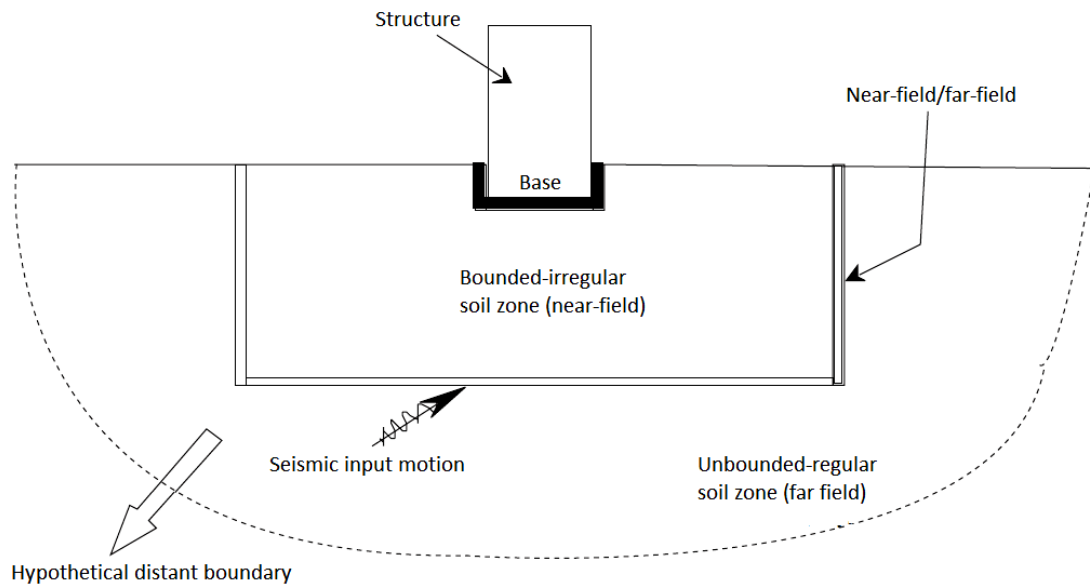 Structure
Near-field/far-field
Base
Bounded-irregular
soil zone (near-field)
Seismic input motion
Unbounded-regular
soil zone (far field)
Hypothetical distant boundary